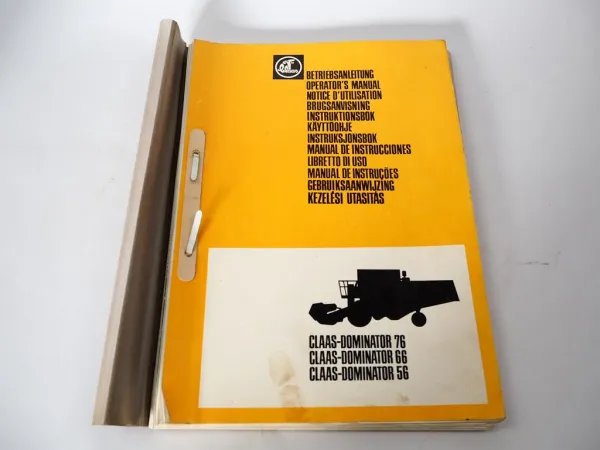 BETRIEBSANLEITUNG
OPERATOR'S MANUAL
NOTICE D'UTILISATION
BRUGSANVISNING
INSTRUKTIONSBOK
KÄYTTÖOHJE
INSTRUKSJONSBOK
MANUAL DE INSTRUCCIONES
LIBRETTO DI USO
MANUAL DE INSTRUÇÕES
GEBRUIKSAANWIJZING
KEZELÉSI UTASITÁS
CLAAS-DOMINATOR 76
CLAAS-DOMINATOR 66
CLAAS-DOMINATOR 56